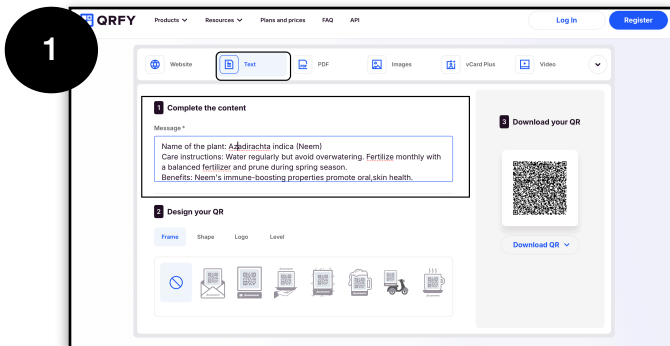 1
QRFY
Products
Resources
Plans and prices
FAQ
API
Log In
Register
Website
Text
PDF
Images
vCard Plus
Video
1 Complete the content
Message*
Name of the plant: Azadirachta indica (Neem)
Care instructions: Water regularly but avoid overwatering. Fertilize monthly with
a balanced fertilizer and prune during spring season.
Benefits: Neem's immune-boosting properties promote oral,skin health.
2 Design your QR
Frame
Shape
Logo
Level
3 Download your QR
Download QR